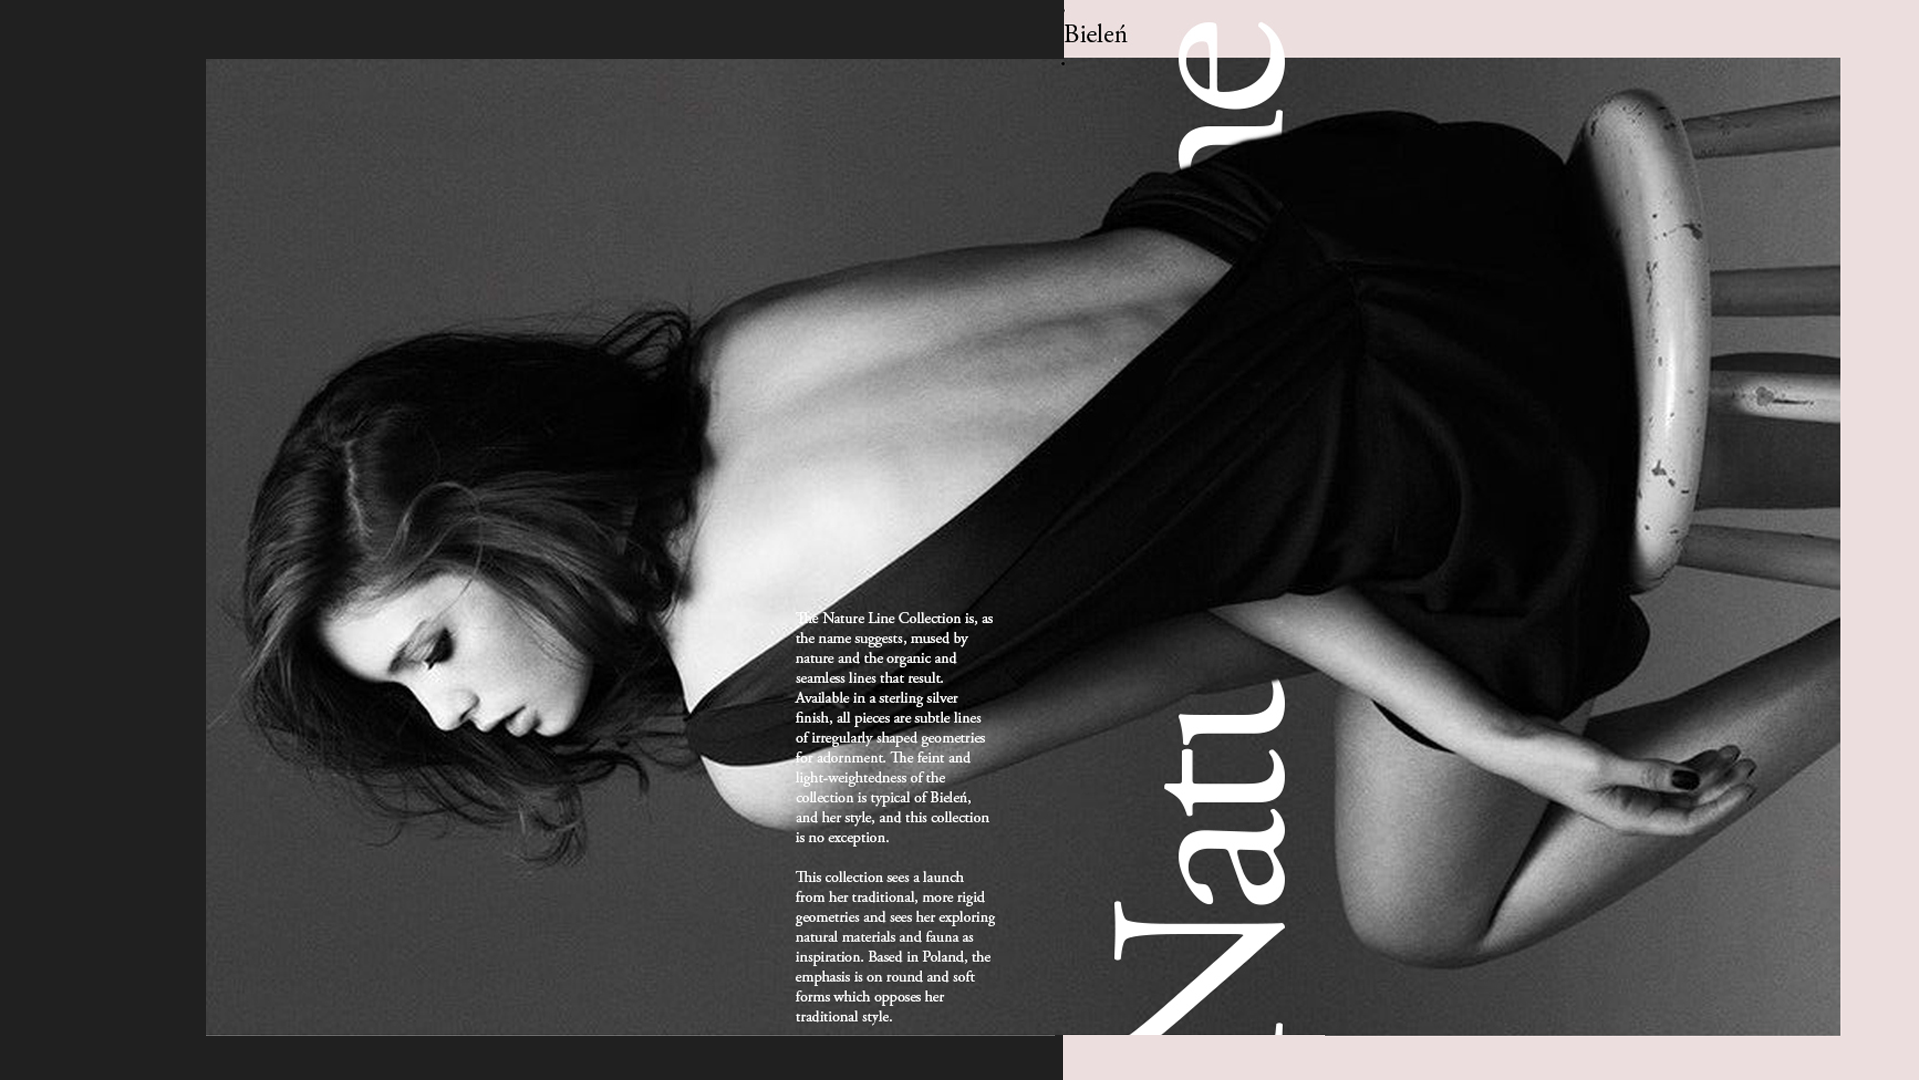 Bieleń
Natu ne
The Nature Line Collection is, as
the name suggests, mused by
nature and the organic and
seamless lines that result.
Available in a sterling silver
finish, all pieces are subtle lines
of irregularly shaped geometries
for adornment. The feint and
light-weightedness of the
collection is typical of Bieleń,
and her style, and this collection
is no exception.
This collection sees a launch
from her traditional, more rigid
geometries and sees her exploring
natural materials and fauna as
inspiration. Based in Poland, the
emphasis is on round and soft
forms which opposes her
traditional style.